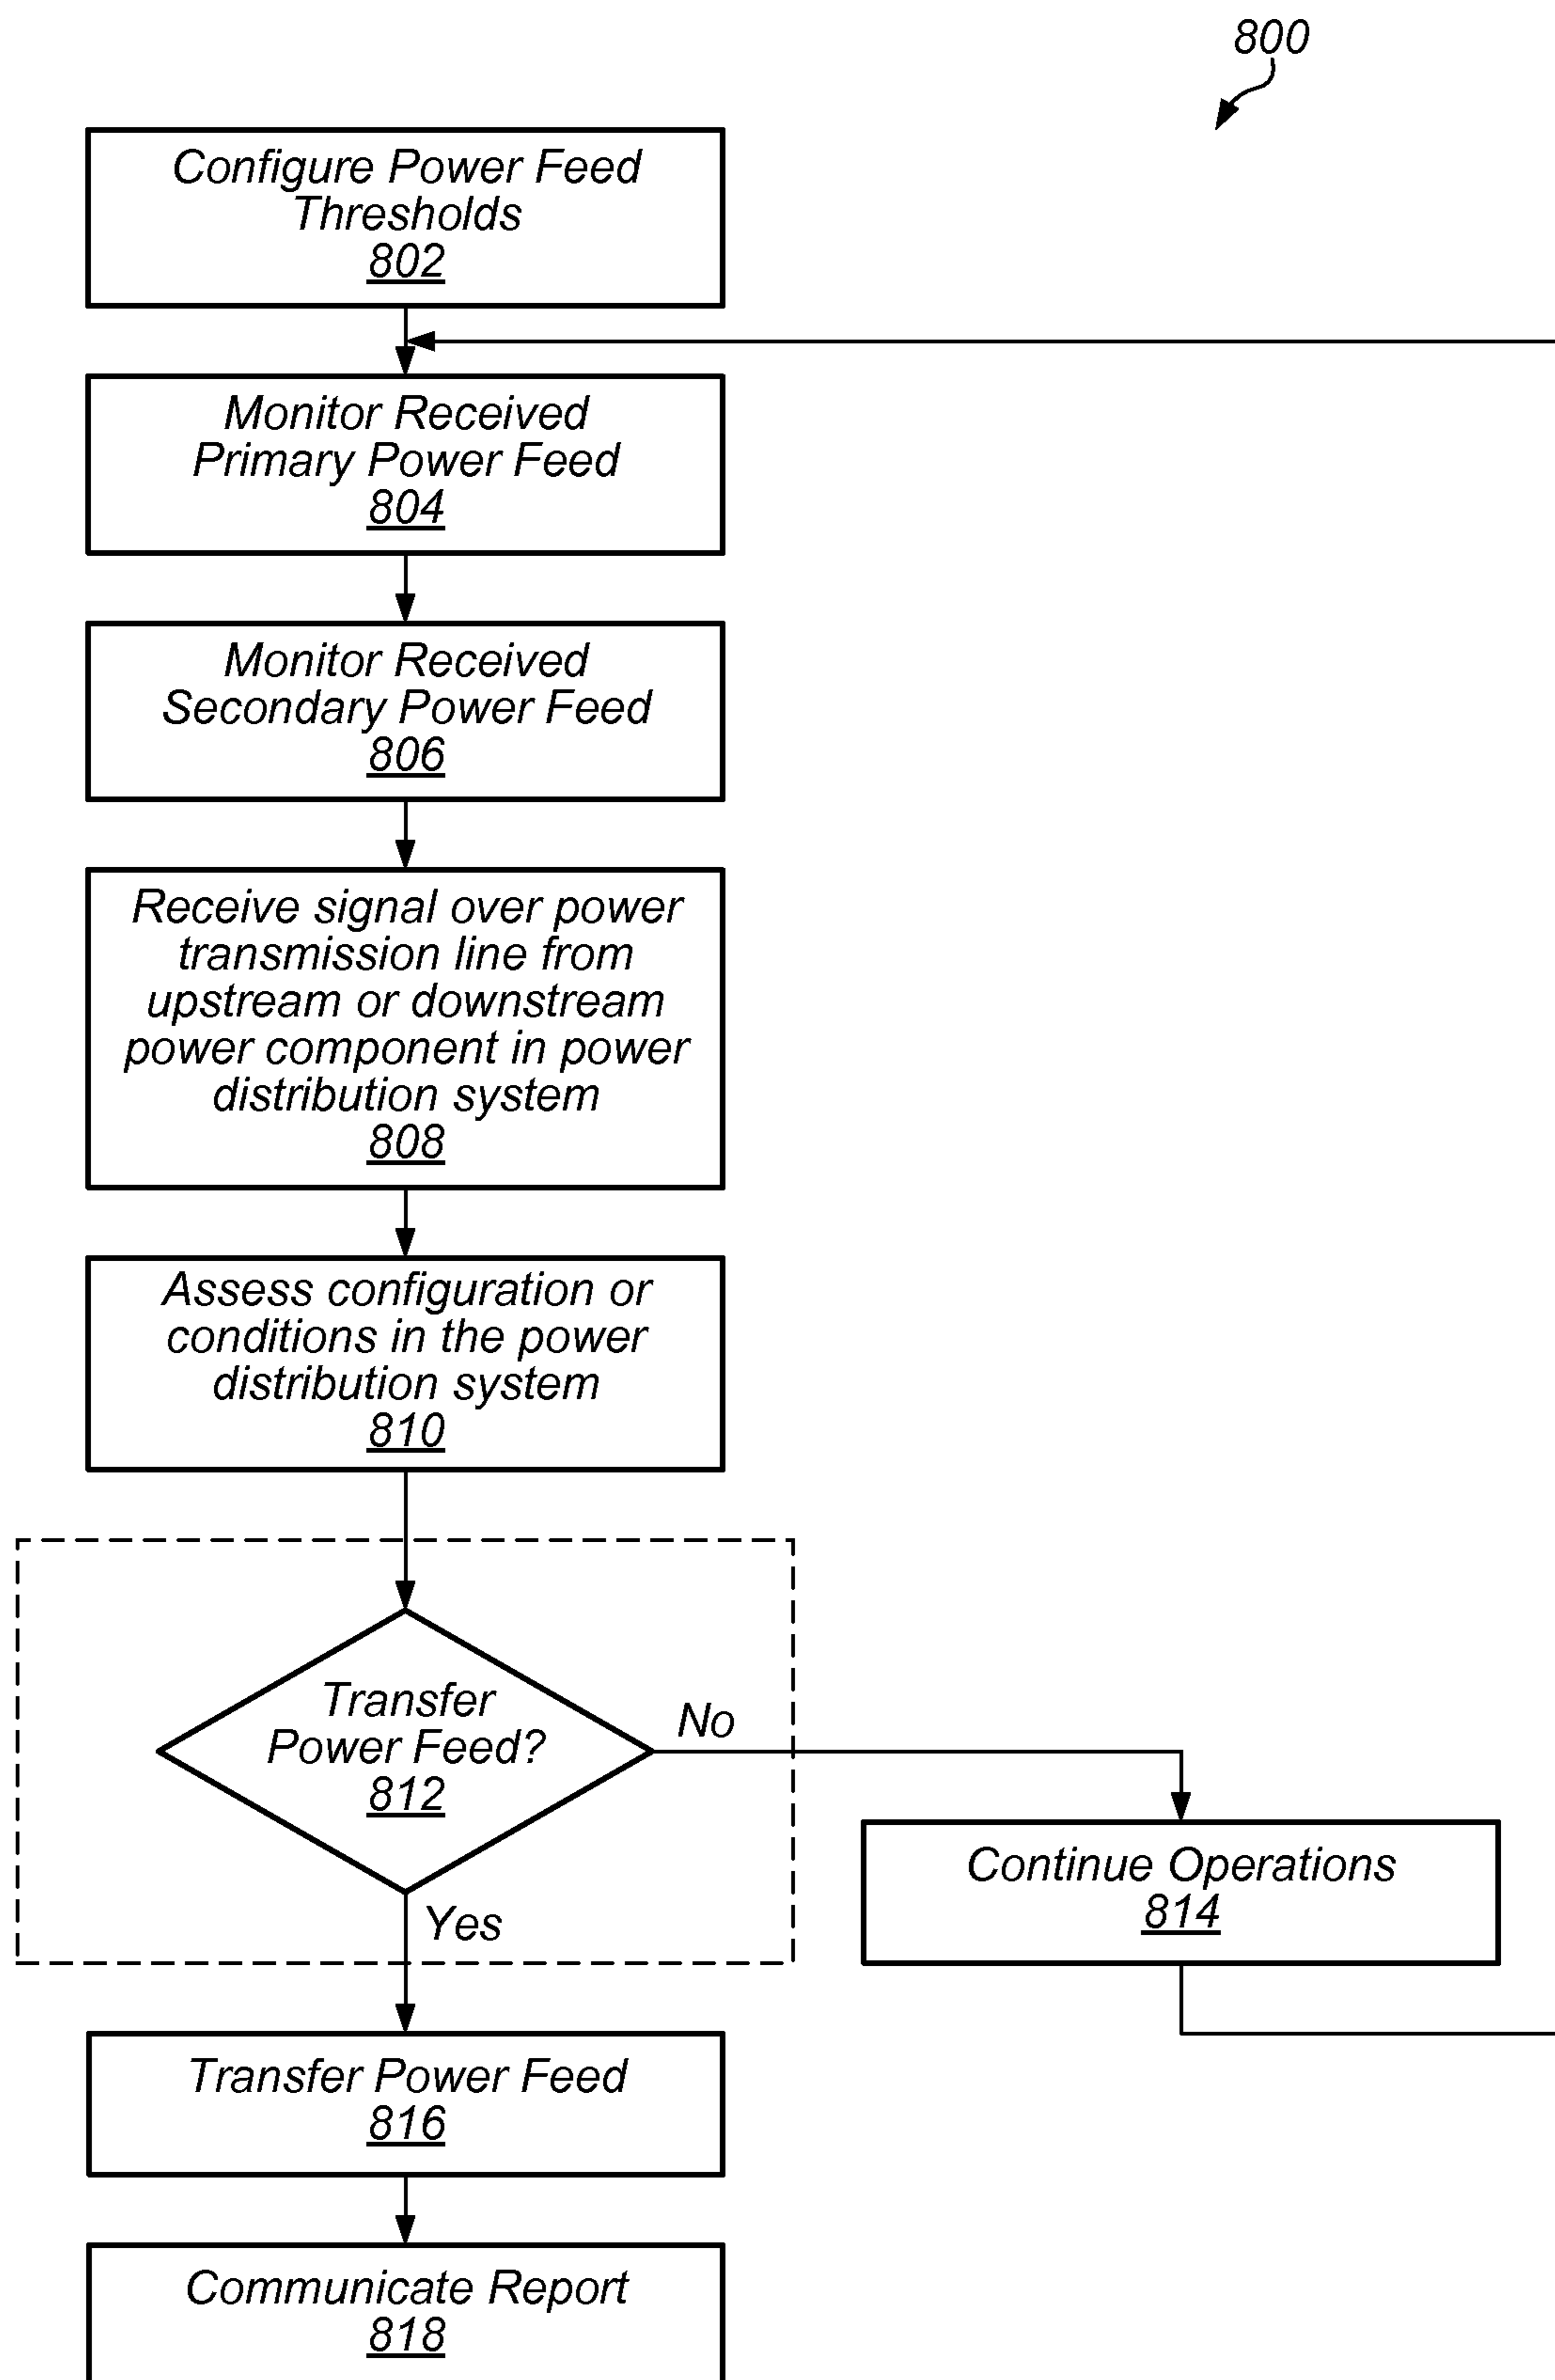 800
Configure Power Feed
Thresholds
802
Monitor Received
Primary Power Feed
804
Monitor Received
Secondary Power Feed
806
Receive signal over power
transmission line from
upstream or downstream
power component in power
distribution system
808
Assess configuration or
conditions in the power
distribution system
810
Transfer
Power Feed?
812
No
Yes
Continue Operations
814
Transfer Power Feed
816
Communicate Report
818